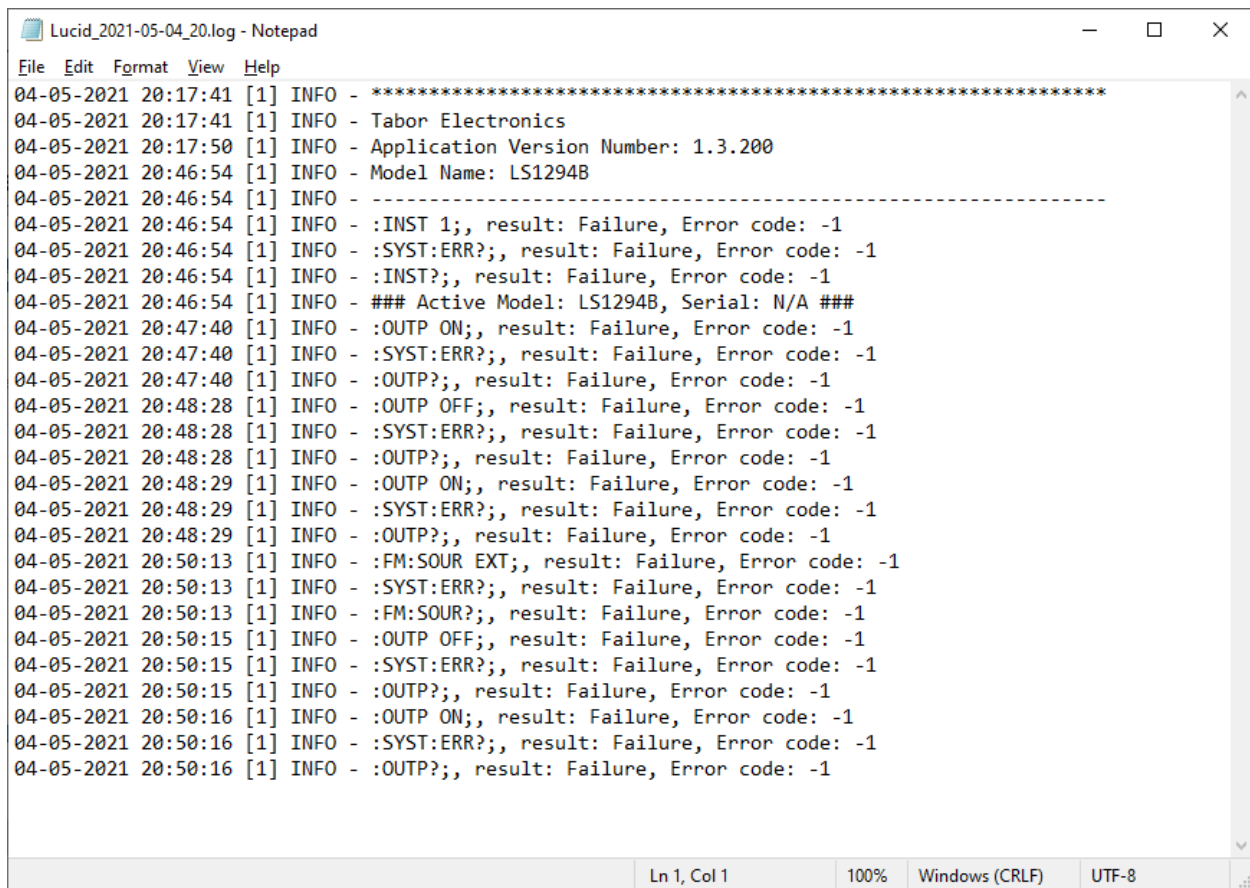 Lucid_2021-05-04_20.log - Notepad
File Edit Format View Help
04-05-2021 20:17:41 [1] INFO - ****************************************************************
04-05-2021 20:17:41 [1] INFO - Tabor Electronics
04-05-2021 20:17:50 [1] INFO - Application Version Number: 1.3.200
04-05-2021 20:46:54 [1] INFO - Model Name: LS1294B
04-05-2021 20:46:54 [1] INFO - ----------------------------------------------------------------
04-05-2021 20:46:54 [1] INFO - :INST 1;, result: Failure, Error code: -1
04-05-2021 20:46:54 [1] INFO - :SYST:ERR?;, result: Failure, Error code: -1
04-05-2021 20:46:54 [1] INFO - :INST?;, result: Failure, Error code: -1
04-05-2021 20:46:54 [1] INFO - ### Active Model: LS1294B, Serial: N/A ###
04-05-2021 20:47:40 [1] INFO - :OUTP ON;, result: Failure, Error code: -1
04-05-2021 20:47:40 [1] INFO - :SYST:ERR?;, result: Failure, Error code: -1
04-05-2021 20:47:40 [1] INFO - :OUTP?;, result: Failure, Error code: -1
04-05-2021 20:48:28 [1] INFO - :OUTP OFF;, result: Failure, Error code: -1
04-05-2021 20:48:28 [1] INFO - :SYST:ERR?;, result: Failure, Error code: -1
04-05-2021 20:48:28 [1] INFO - :OUTP?;, result: Failure, Error code: -1
04-05-2021 20:48:29 [1] INFO - :OUTP ON;, result: Failure, Error code: -1
04-05-2021 20:48:29 [1] INFO - :SYST:ERR?;, result: Failure, Error code: -1
04-05-2021 20:48:29 [1] INFO - :OUTP?;, result: Failure, Error code: -1
04-05-2021 20:50:13 [1] INFO - :FM:SOUR EXT;, result: Failure, Error code: -1
04-05-2021 20:50:13 [1] INFO - :SYST:ERR?;, result: Failure, Error code: -1
04-05-2021 20:50:13 [1] INFO - :FM:SOUR?;, result: Failure, Error code: -1
04-05-2021 20:50:15 [1] INFO - :OUTP OFF;, result: Failure, Error code: -1
04-05-2021 20:50:15 [1] INFO - :SYST:ERR?;, result: Failure, Error code: -1
04-05-2021 20:50:15 [1] INFO - :OUTP?;, result: Failure, Error code: -1
04-05-2021 20:50:16 [1] INFO - :OUTP ON;, result: Failure, Error code: -1
04-05-2021 20:50:16 [1] INFO - :SYST:ERR?;, result: Failure, Error code: -1
04-05-2021 20:50:16 [1] INFO - :OUTP?;, result: Failure, Error code: -1
Ln 1, Col 1 100% Windows (CRLF) UTF-8